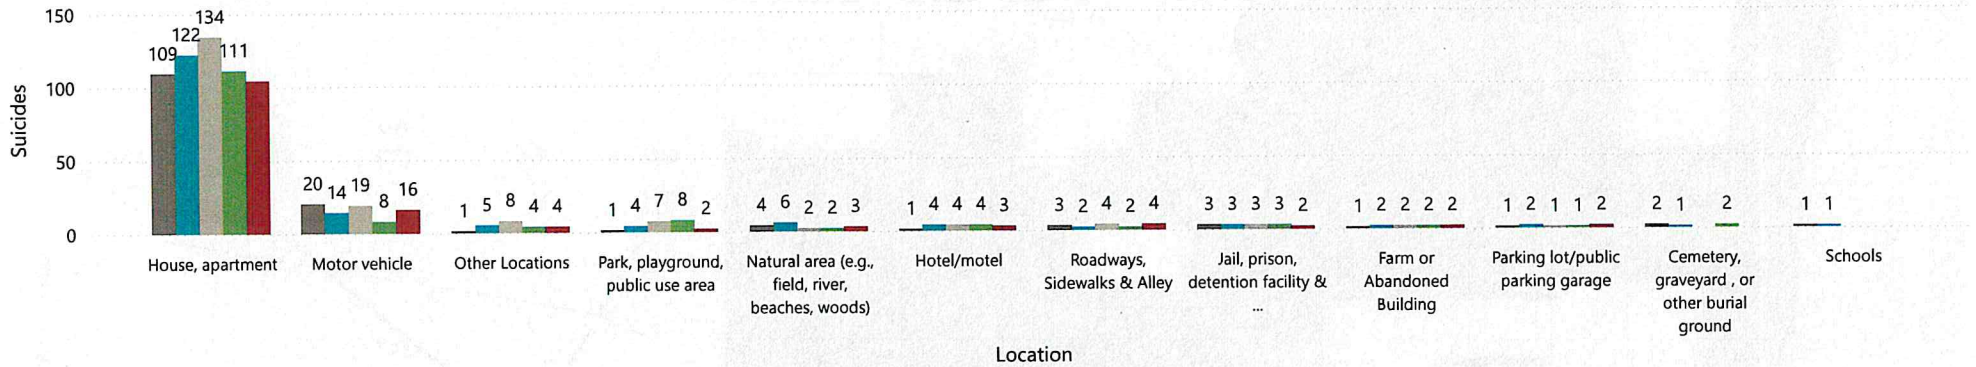 Suicides
150
100
50
0
109 122 134 111
20 14 19 8 16
1 5 8 4 4
1 4 7 8 2
4 6 2 2 3
1 4 4 4 3
3 2 4 2 4
3 3 3 3 2
1 2 2 2 2
1 2 1 1 2
2 1 2
1 1
House, apartment
Motor vehicle
Other Locations
Park, playground,
public use area
Natural area (e.g.,
field, river,
beaches, woods)
Hotel/motel
Roadways,
Sidewalks & Alley
Jail, prison,
detention facility &
...
Farm or
Abandoned
Building
Parking lot/public
parking garage
Cemetery,
graveyard , or
other burial
ground
Schools
Location